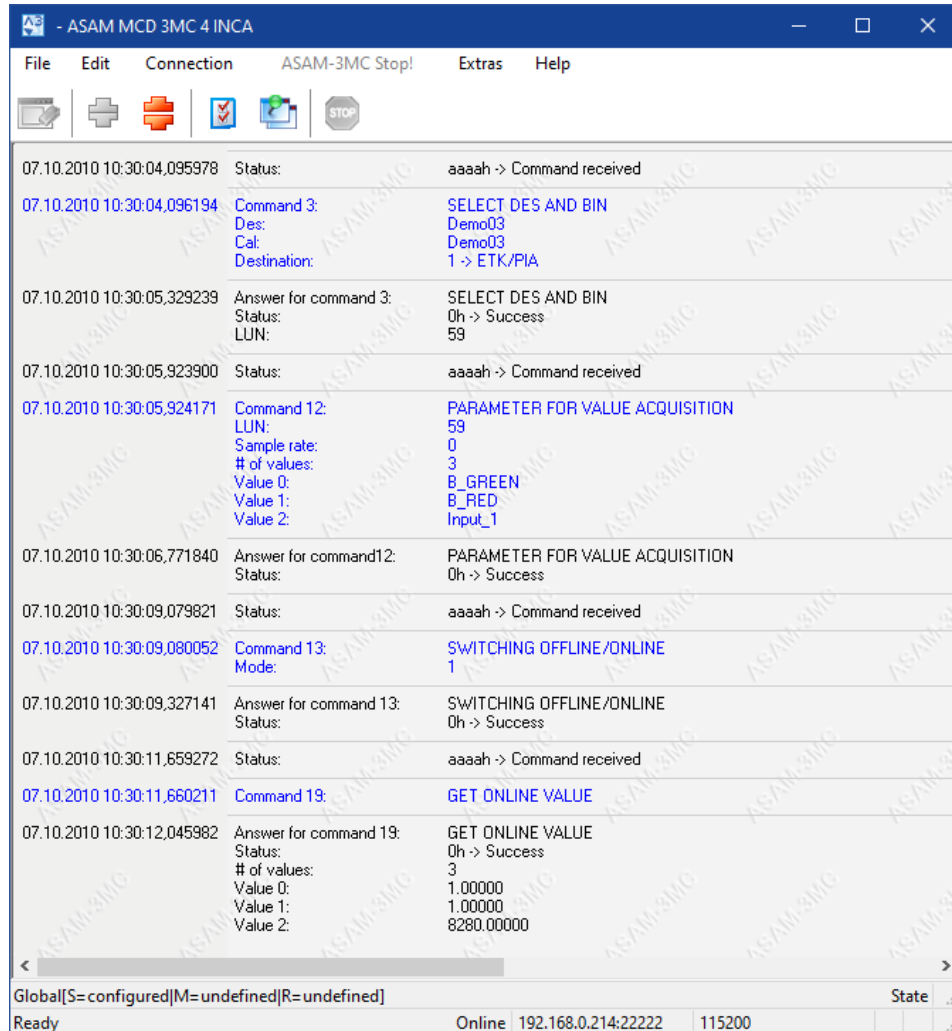 - ASAM MCD 3MC 4 INCA
File Edit Connection ASAM-3MC Stop! Extras Help
STOP
07.10.2010 10:30:04,095978 Status: aaaah -> Command received
07.10.2010 10:30:04,096194 Command 3: SELECT DES AND BIN
Des: Demo03
Cal: Demo03
Destination: 1 -> ETK/PIA
07.10.2010 10:30:05,329239 Answer for command 3: SELECT DES AND BIN
Status: 0h -> Success
LUN: 59
07.10.2010 10:30:05,923900 Status: aaaah -> Command received
07.10.2010 10:30:05,924171 Command 12: PARAMETER FOR VALUE ACQUISITION
LUN: 59
Sample rate: 0
# of values: 3
Value 0: B_GREEN
Value 1: B_RED
Value 2: Input_1
07.10.2010 10:30:06,771840 Answer for command12: PARAMETER FOR VALUE ACQUISITION
Status: 0h -> Success
07.10.2010 10:30:09,079821 Status: aaaah -> Command received
07.10.2010 10:30:09,080052 Command 13: SWITCHING OFFLINE/ONLINE
Mode: 1
07.10.2010 10:30:09,327141 Answer for command 13: SWITCHING OFFLINE/ONLINE
Status: 0h -> Success
07.10.2010 10:30:11,659272 Status: aaaah -> Command received
07.10.2010 10:30:11,660211 Command 19: GET ONLINE VALUE
07.10.2010 10:30:12,045982 Answer for command 19: GET ONLINE VALUE
Status: 0h -> Success
# of values: 3
Value 0: 1.00000
Value 1: 1.00000
Value 2: 8280.00000
Global[S=configured|M=undefined|R=undefined] State
Ready Online 192.168.0.214:22222 115200